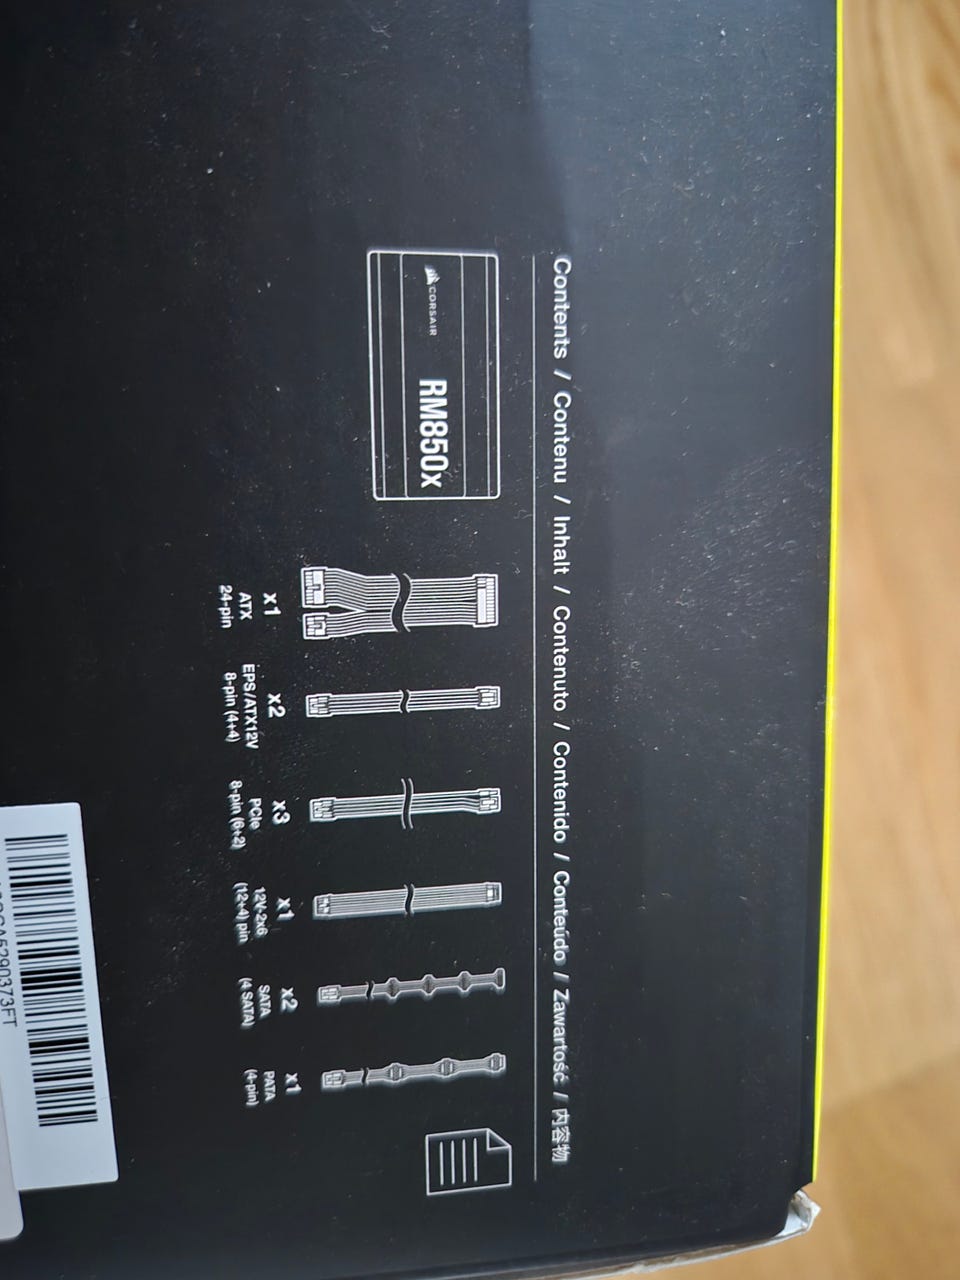 Contents / Contenu / Inhalt / Contenuto / Contenido / Conteúdo / Zawartość / 内容物
CORSAIR
RM850x
x1
ATX
24-pin
x2
EPS/ATX12V
8-pin (4+4)
x3
PCIe
8-pin (6+2)
x1
12V-2x6
(12+4) pin
x2
SATA
(4 SATA)
x1
PATA
(4-pin)